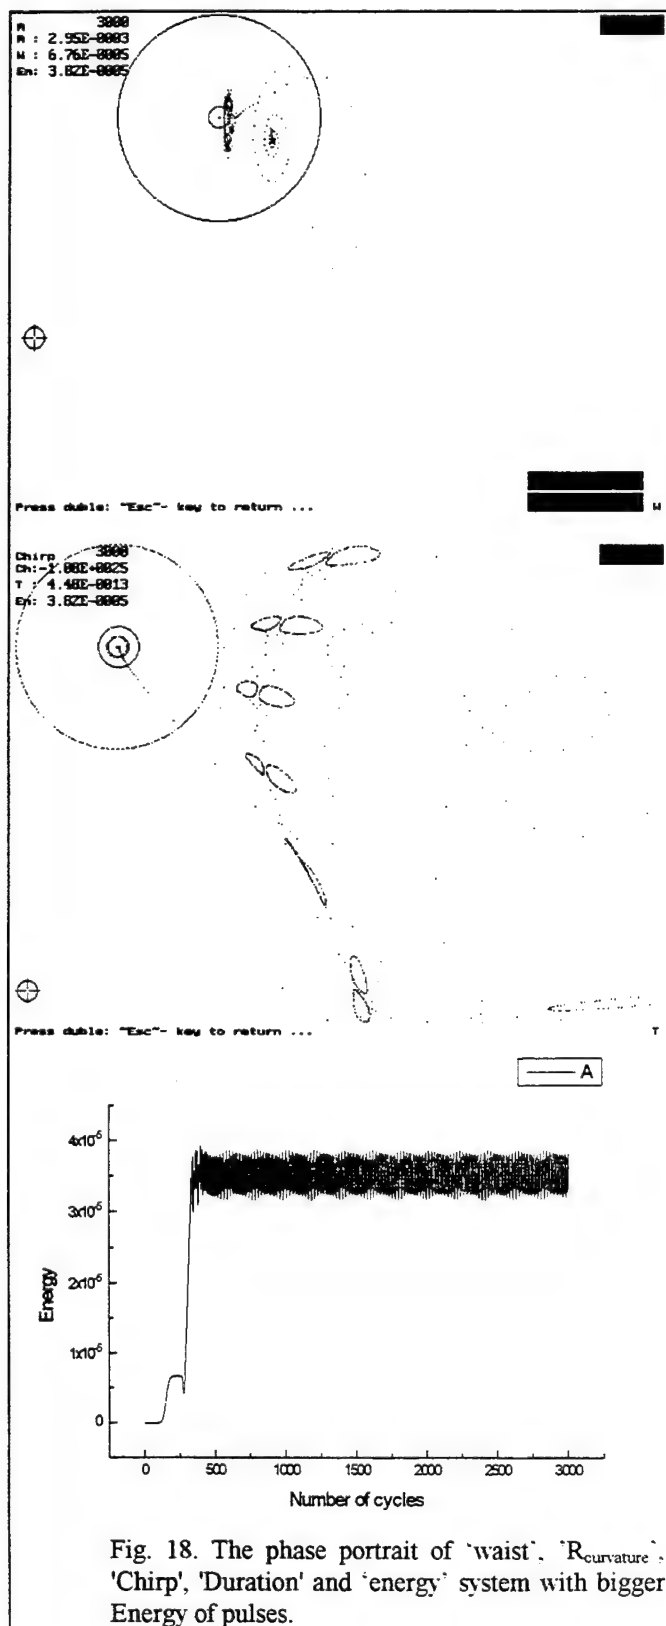 R 3000
R : 2.95E-0003
W : 6.76E-0005
En: 3.82E-0005
Press duble: "Esc"- key to return ... W
Chirp 3000
Ch:-1.08E+0025
T : 4.48E-0013
En: 3.82E-0005
Press duble: "Esc"- key to return ... T
A
4x10⁻⁵
3x10⁻⁵
2x10⁻⁵
1x10⁻⁵
0
Energy
0 500 1000 1500 2000 2500 3000
Number of cycles
Fig. 18. The phase portrait of `waist`, `Rcurvature`,
'Chirp', 'Duration' and `energy` system with bigger
Energy of pulses.